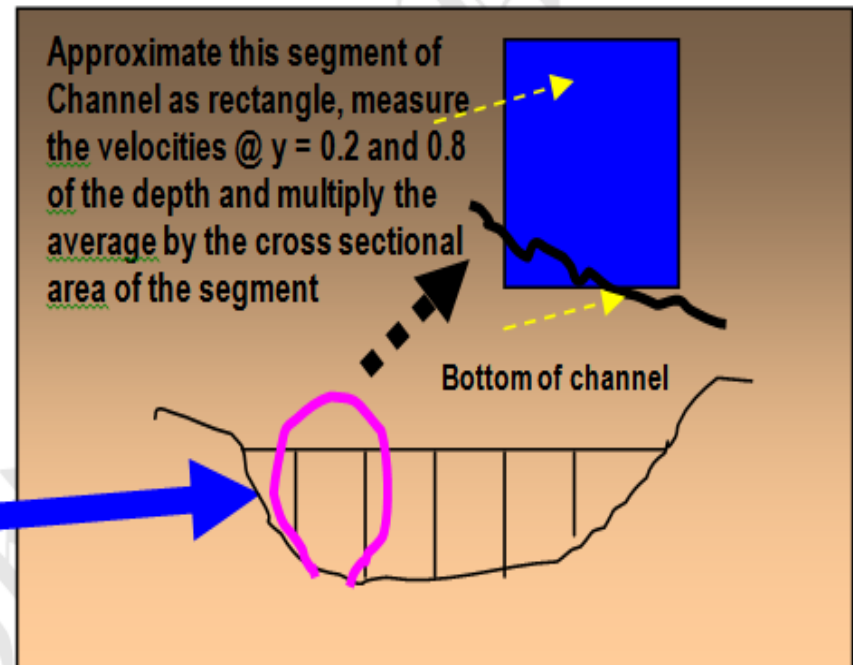 Approximate this segment of
Channel as rectangle, measure
the velocities @ y = 0.2 and 0.8
of the depth and multiply the
average by the cross sectional
area of the segment
Bottom of channel